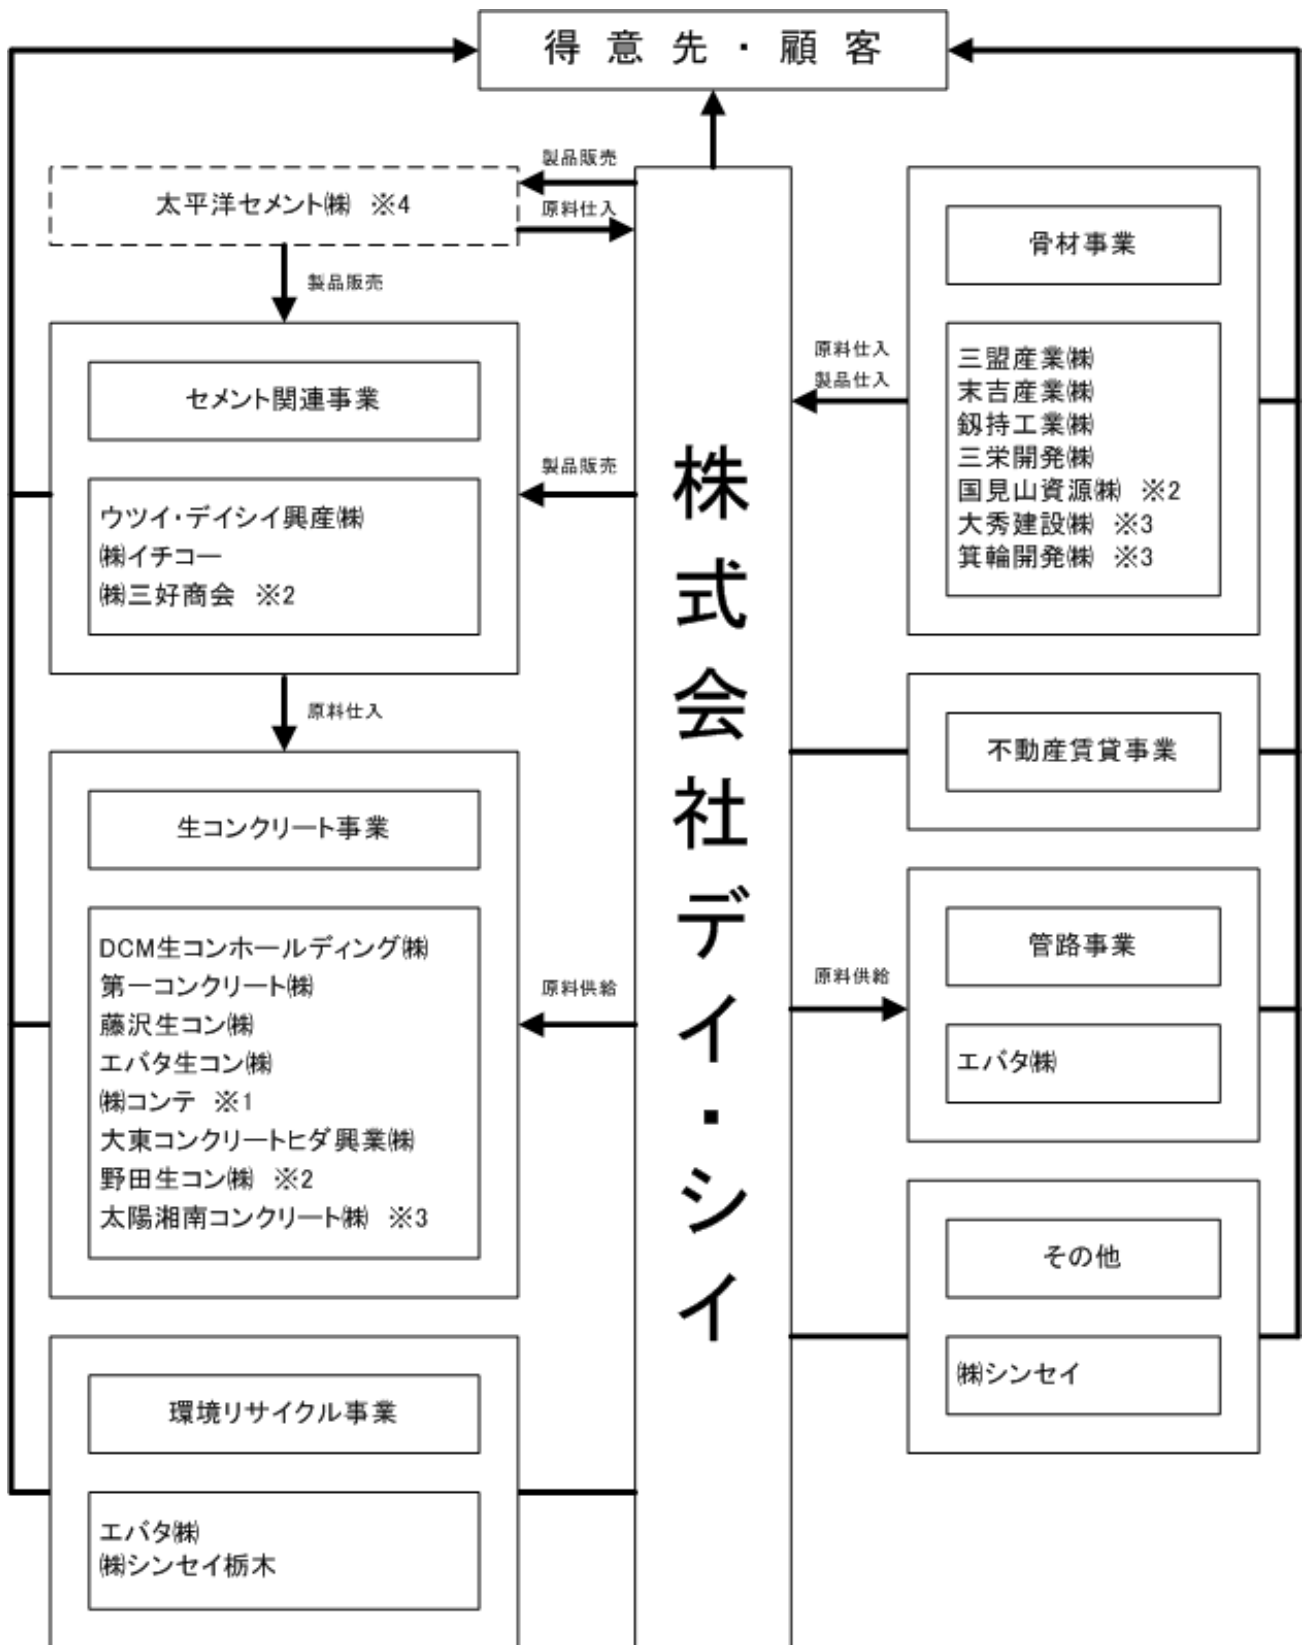 得意先・顧客
製品販売
太平洋セメント㈱ ※4
原料仕入
製品販売
セメント関連事業
ウツイ・デイシイ興産㈱
㈱イチコー
㈱三好商会 ※2
製品販売
原料仕入
生コンクリート事業
DCM生コンホールディング㈱
第一コンクリート㈱
藤沢生コン㈱
エバタ生コン㈱
㈱コンテ ※1
大東コンクリートヒダ興業㈱
野田生コン㈱ ※2
太陽湘南コンクリート㈱ ※3
原料供給
環境リサイクル事業
エバタ㈱
㈱シンセイ栃木
株式会社デイ・シイ
骨材事業
三盟産業㈱
末吉産業㈱
釼持工業㈱
三栄開発㈱
国見山資源㈱ ※2
大秀建設㈱ ※3
箕輪開発㈱ ※3
原料仕入
製品仕入
不動産賃貸事業
管路事業
エバタ㈱
原料供給
その他
㈱シンセイ